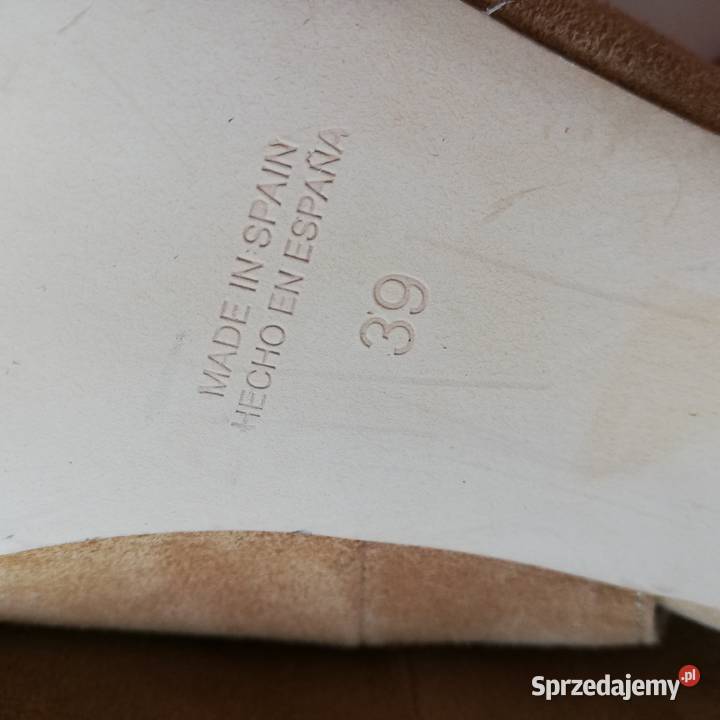 MADE IN SPAIN
HECHO EN ESPAÑA
39
Sprzedajemy.pl